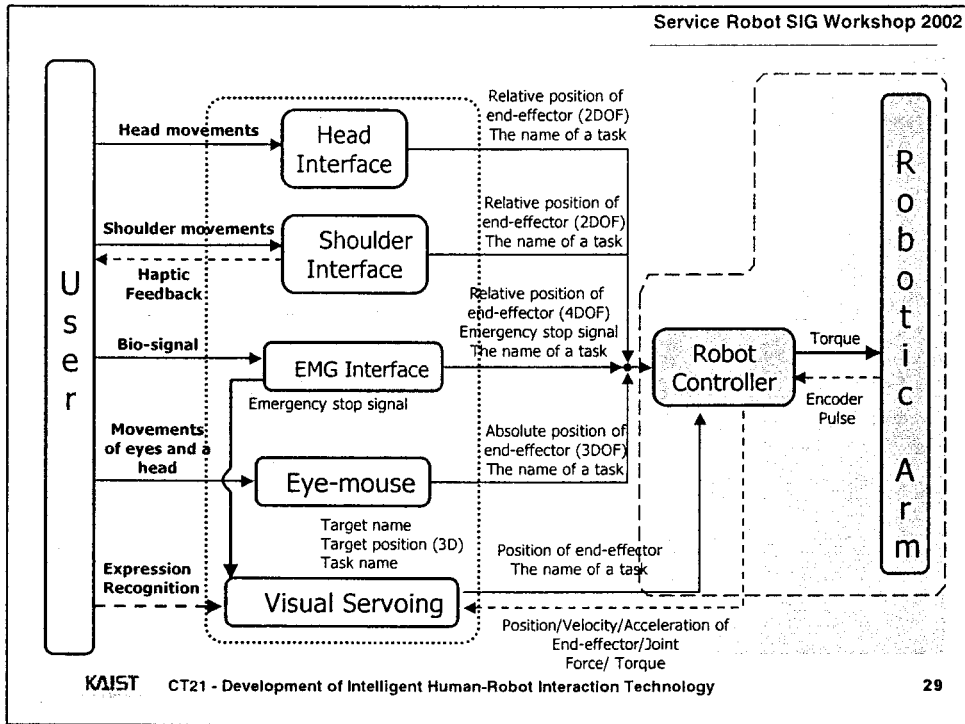 Service Robot SIG Workshop 2002
User
Head movements
Head
Interface
Relative position of
end-effector (2DOF)
The name of a task
Shoulder movements
Haptic
Feedback
Shoulder
Interface
Relative position of
end-effector (2DOF)
The name of a task
Bio-signal
EMG Interface
Emergency stop signal
Relative position of
end-effector (4DOF)
Emergency stop signal
The name of a task
Movements
of eyes and a
head
Eye-mouse
Absolute position of
end-effector (3DOF)
The name of a task
Target name
Target position (3D)
Task name
Expression
Recognition
Visual Servoing
Position of end-effector
The name of a task
Position/Velocity/Acceleration of
End-effector/Joint
Force/ Torque
Robot
Controller
Torque
Encoder
Pulse
Robotic Arm
KAIST CT21 - Development of Intelligent Human-Robot Interaction Technology 29